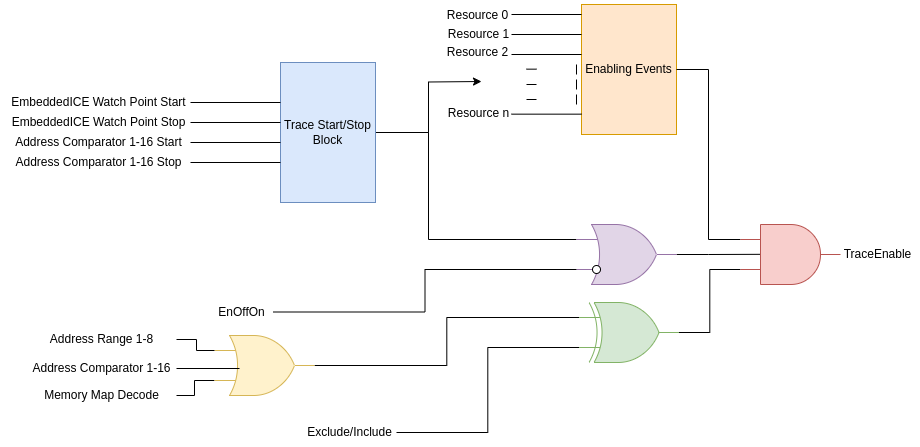 Resource 0
Resource 1
Resource 2
Enabling Events
Resource n
EmbeddedICE Watch Point Start
EmbeddedICE Watch Point Stop
Address Comparator 1-16 Start
Address Comparator 1-16 Stop
Trace Start/Stop
Block
TraceEnable
EnOffOn
Address Range 1-8
Address Comparator 1-16
Memory Map Decode
Exclude/Include